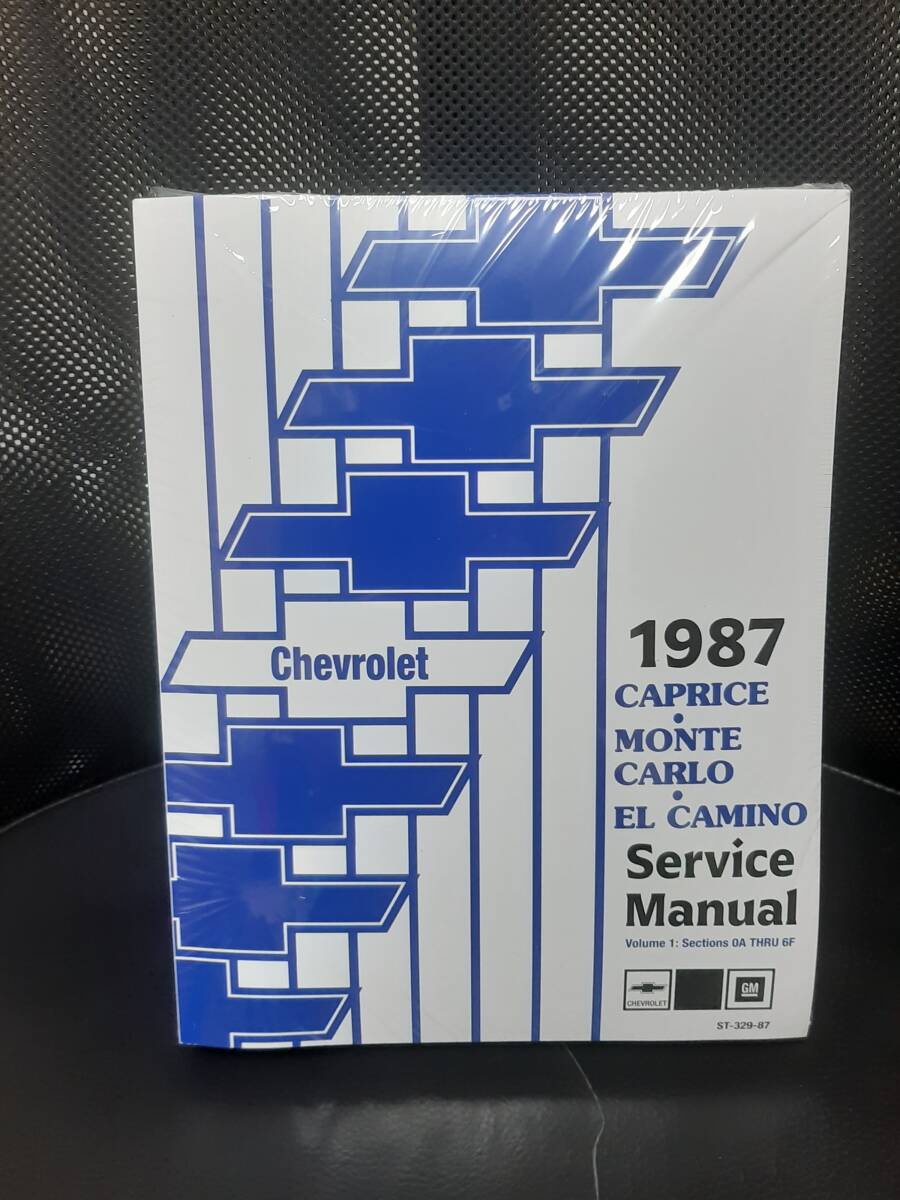 Chevrolet
1987
CAPRICE
•
MONTE
CARLO
•
EL CAMINO
Service
Manual
Volume 1: Sections 0A THRU 6F
CHEVROLET
GM
ST-329-87